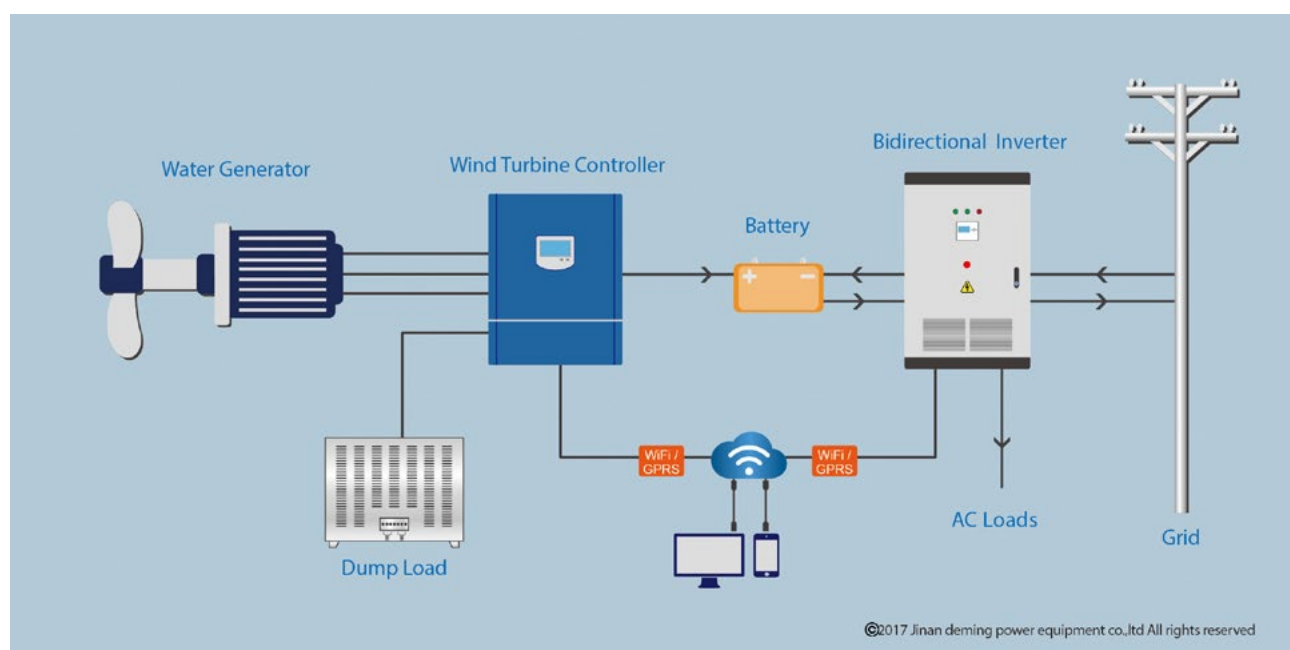 Water Generator
Wind Turbine Controller
Battery
Bidirectional Inverter
WiFi /
GPRS
WiFi /
GPRS
AC Loads
Grid
Dump Load
©2017 Jinan deming power equipment co.,ltd All rights reserved